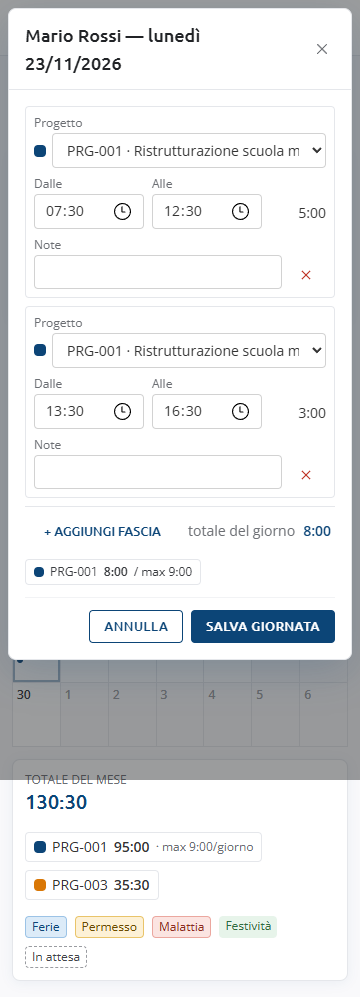 Mario Rossi — lunedì
23/11/2026
Progetto
PRG-001 · Ristrutturazione scuola m
Dalle Alle
07:30 12:30 5:00
Note
Progetto
PRG-001 · Ristrutturazione scuola m
Dalle Alle
13:30 16:30 3:00
Note
+ AGGIUNGI FASCIA totale del giorno 8:00
PRG-001 8:00 / max 9:00
ANNULLA SALVA GIORNATA
30 1 2 3 4 5 6
TOTALE DEL MESE
130:30
PRG-001 95:00 · max 9:00/giorno
PRG-003 35:30
Ferie Permesso Malattia Festività
In attesa